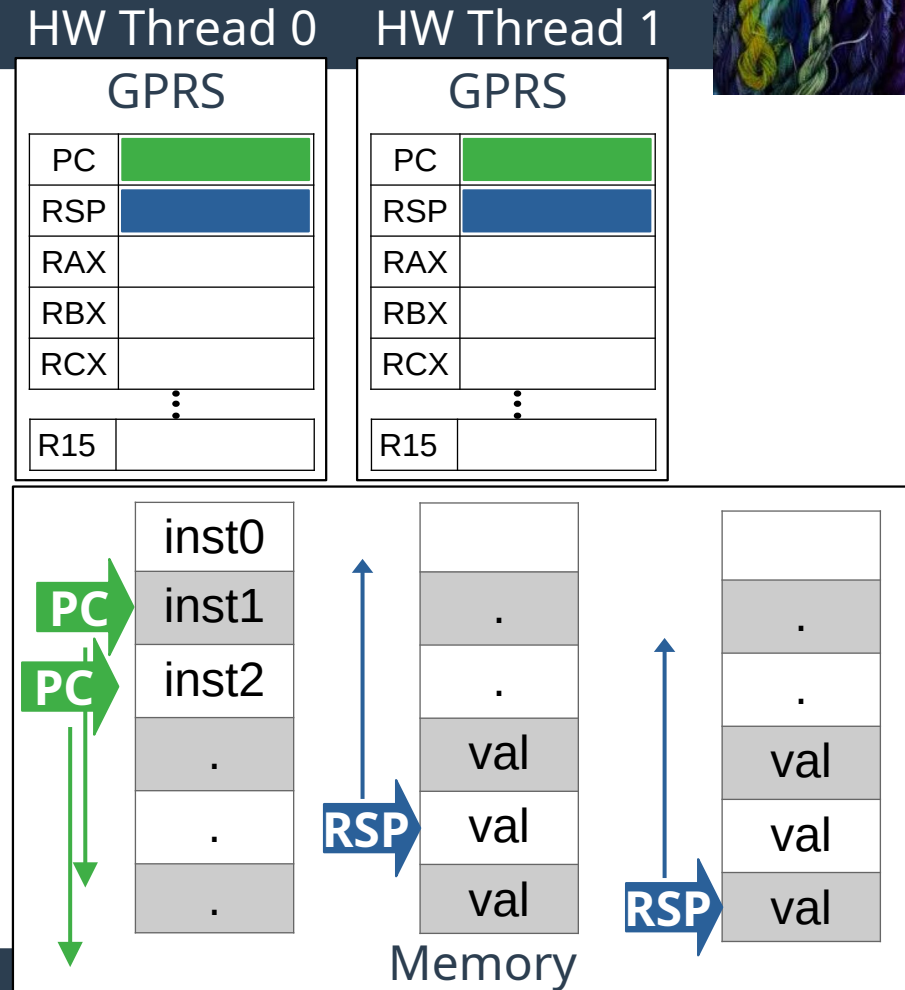 HW Thread 0
HW Thread 1
GPRS
PC
RSP
RAX
RBX
RCX
R15
GPRS
PC
RSP
RAX
RBX
RCX
R15
inst0
inst1
inst2
.
.
.
PC
PC
.
.
val
val
val
RSP
.
.
val
val
val
RSP
Memory